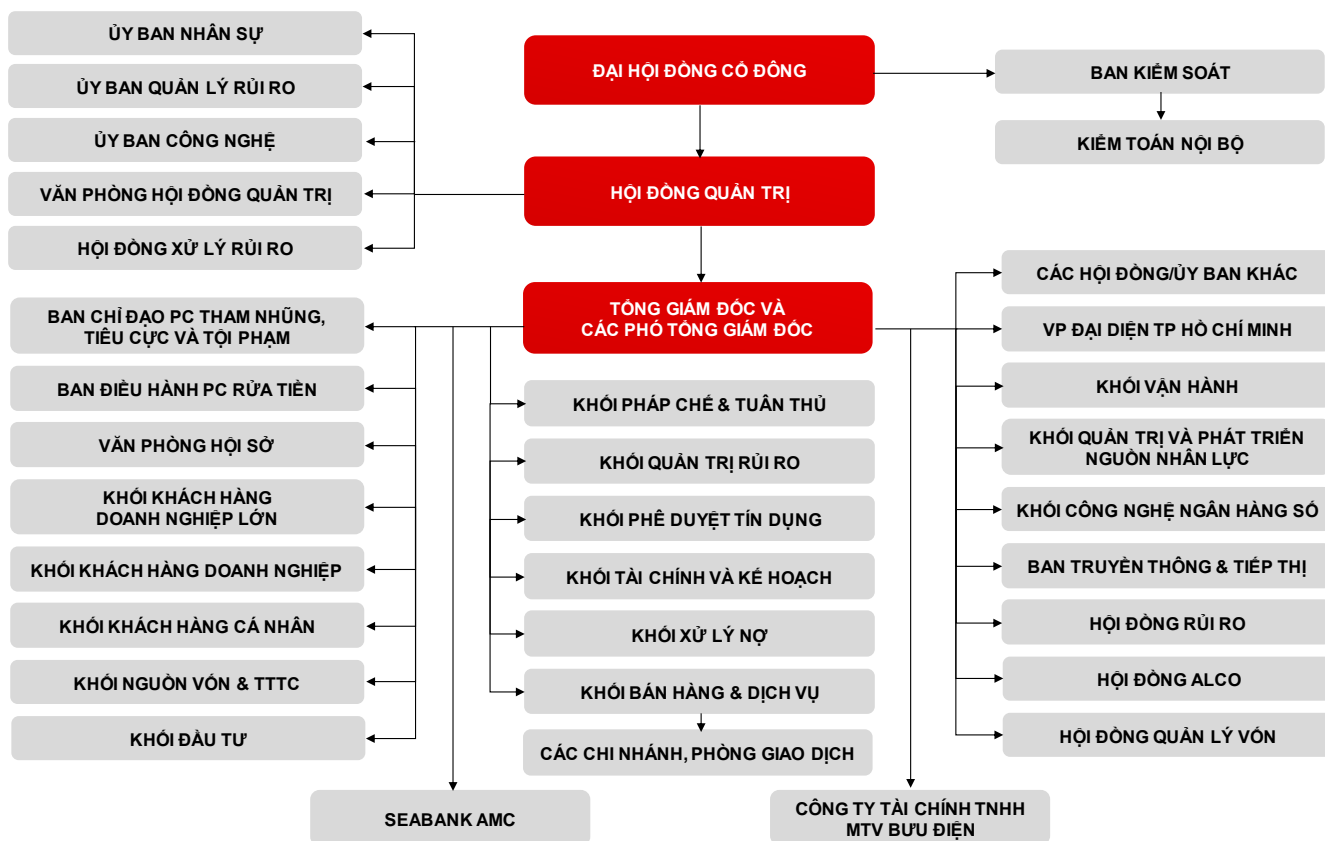 ỦY BAN NHÂN SỰ
ỦY BAN QUẢN LÝ RỦI RO
ỦY BAN CÔNG NGHỆ
VĂN PHÒNG HỘI ĐỒNG QUẢN TRỊ
HỘI ĐỒNG XỬ LÝ RỦI RO
ĐẠI HỘI ĐỒNG CỔ ĐÔNG
BAN KIỂM SOÁT
KIỂM TOÁN NỘI BỘ
HỘI ĐỒNG QUẢN TRỊ
TỔNG GIÁM ĐỐC VÀ
CÁC PHÓ TỔNG GIÁM ĐỐC
BAN CHỈ ĐẠO PC THAM NHŨNG,
TIÊU CỰC VÀ TỘI PHẠM
BAN ĐIỀU HÀNH PC RỬA TIỀN
VĂN PHÒNG HỘI SỞ
KHỐI KHÁCH HÀNG
DOANH NGHIỆP LỚN
KHỐI KHÁCH HÀNG DOANH NGHIỆP
KHỐI KHÁCH HÀNG CÁ NHÂN
KHỐI NGUỒN VỐN & TTTC
KHỐI ĐẦU TƯ
KHỐI PHÁP CHẾ & TUÂN THỦ
KHỐI QUẢN TRỊ RỦI RO
KHỐI PHÊ DUYỆT TÍN DỤNG
KHỐI TÀI CHÍNH VÀ KẾ HOẠCH
KHỐI XỬ LÝ NỢ
KHỐI BÁN HÀNG & DỊCH VỤ
CÁC CHI NHÁNH, PHÒNG GIAO DỊCH
CÁC HỘI ĐỒNG/ỦY BAN KHÁC
VP ĐẠI DIỆN TP HỒ CHÍ MINH
KHỐI VẬN HÀNH
KHỐI QUẢN TRỊ VÀ PHÁT TRIỂN
NGUỒN NHÂN LỰC
KHỐI CÔNG NGHỆ NGÂN HÀNG SỐ
BAN TRUYỀN THÔNG & TIẾP THỊ
HỘI ĐỒNG RỦI RO
HỘI ĐỒNG ALCO
HỘI ĐỒNG QUẢN LÝ VỐN
SEABANK AMC
CÔNG TY TÀI CHÍNH TNHH
MTV BƯU ĐIỆN